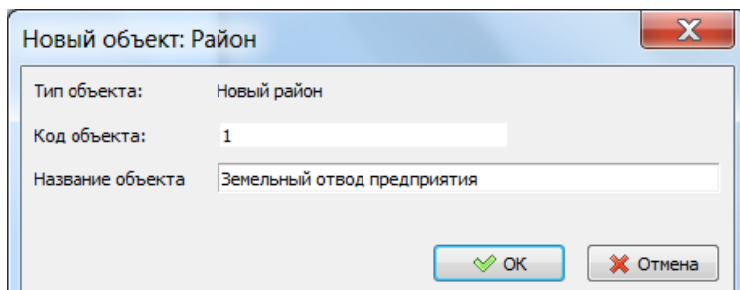 Новый объект: Район
Тип объекта: Новый район
Код объекта: 1
Название объекта Земельный отвод предприятия
OK Отмена